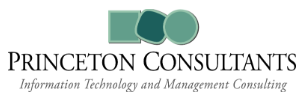 PRINCETON CONSULTANTS
Information Technology and Management Consulting